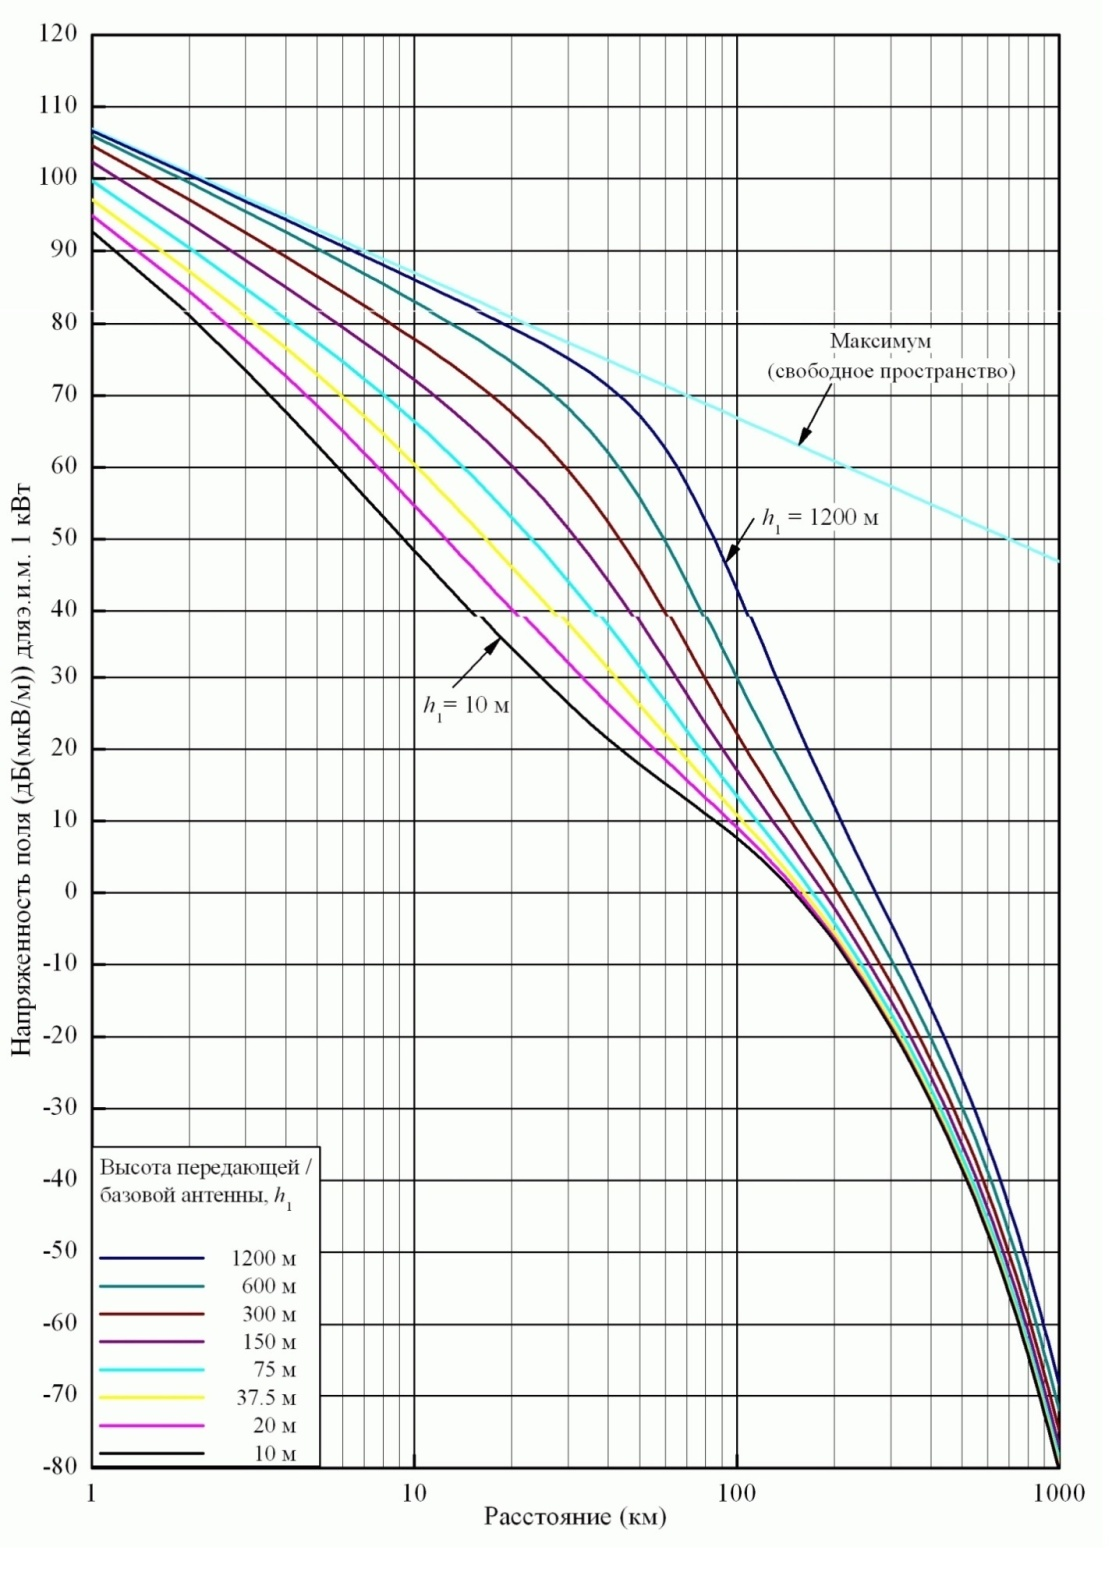 120
110
100
90
80
70
60
50
40
30
20
10
0
-10
-20
-30
-40
-50
-60
-70
-80
Напряженность поля (дБ(мкВ/м)) для э.и.м. 1 кВт
Максимум
(свободное пространство)
h₁ = 1200 м
h₁= 10 м
Высота передающей /
базовой антенны, h₁
1200 м
600 м
300 м
150 м
75 м
37.5 м
20 м
10 м
1 10 100 1000
Расстояние (км)